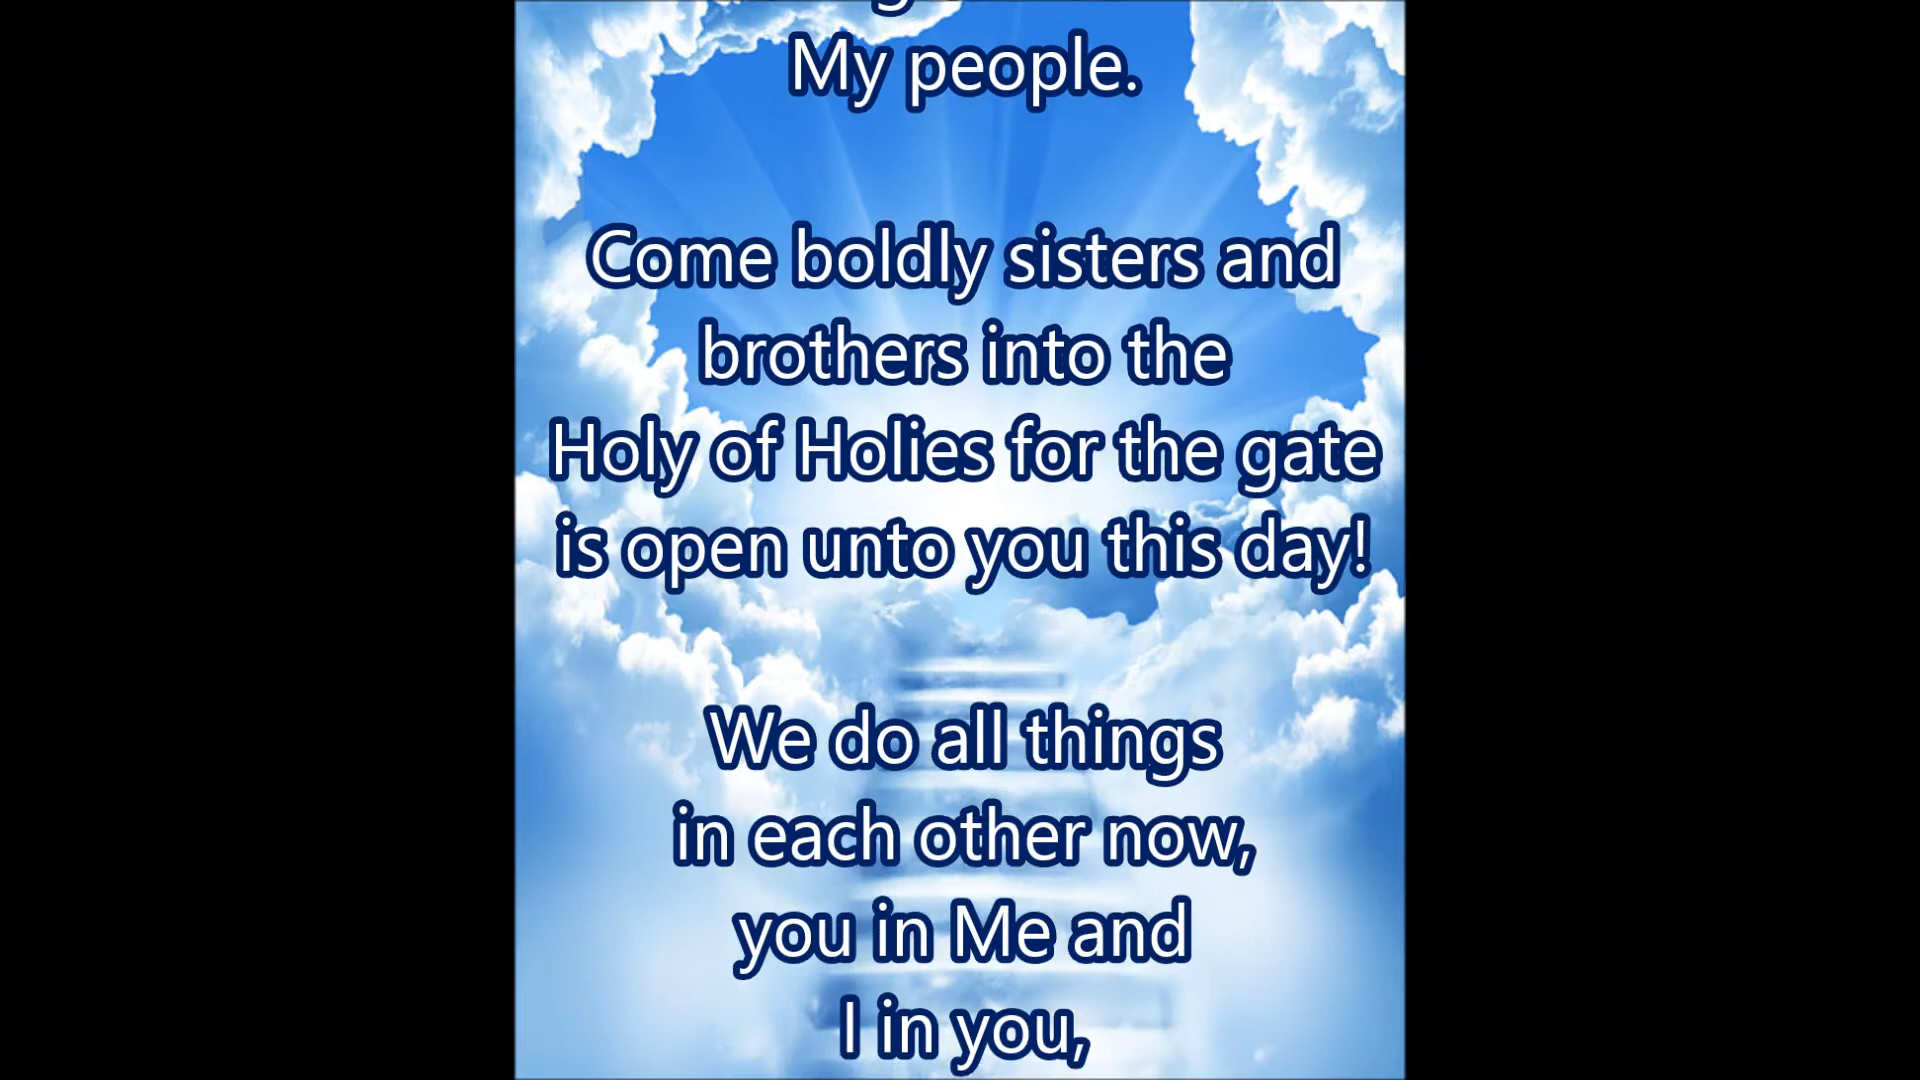 My people.
Come boldly sisters and
brothers into the
Holy of Holies for the gate
is open unto you this day!
We do all things
in each other now,
you in Me and
I in you,